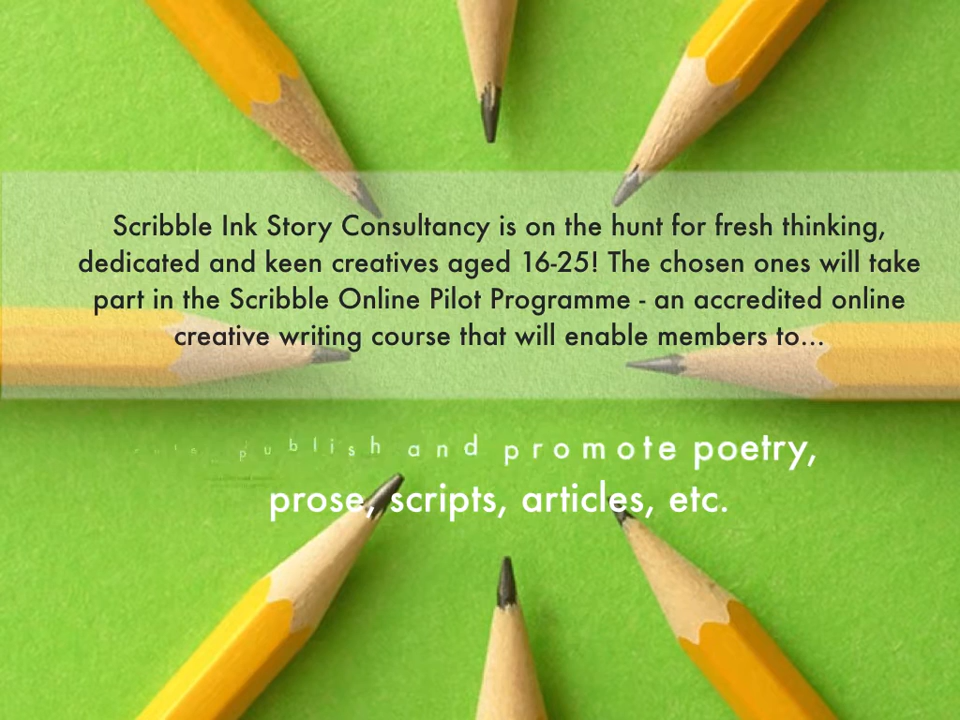 Scribble Ink Story Consultancy is on the hunt for fresh thinking,
dedicated and keen creatives aged 16-25! The chosen ones will take
part in the Scribble Online Pilot Programme - an accredited online
creative writing course that will enable members to...
publish and promote poetry,
prose, scripts, articles, etc.